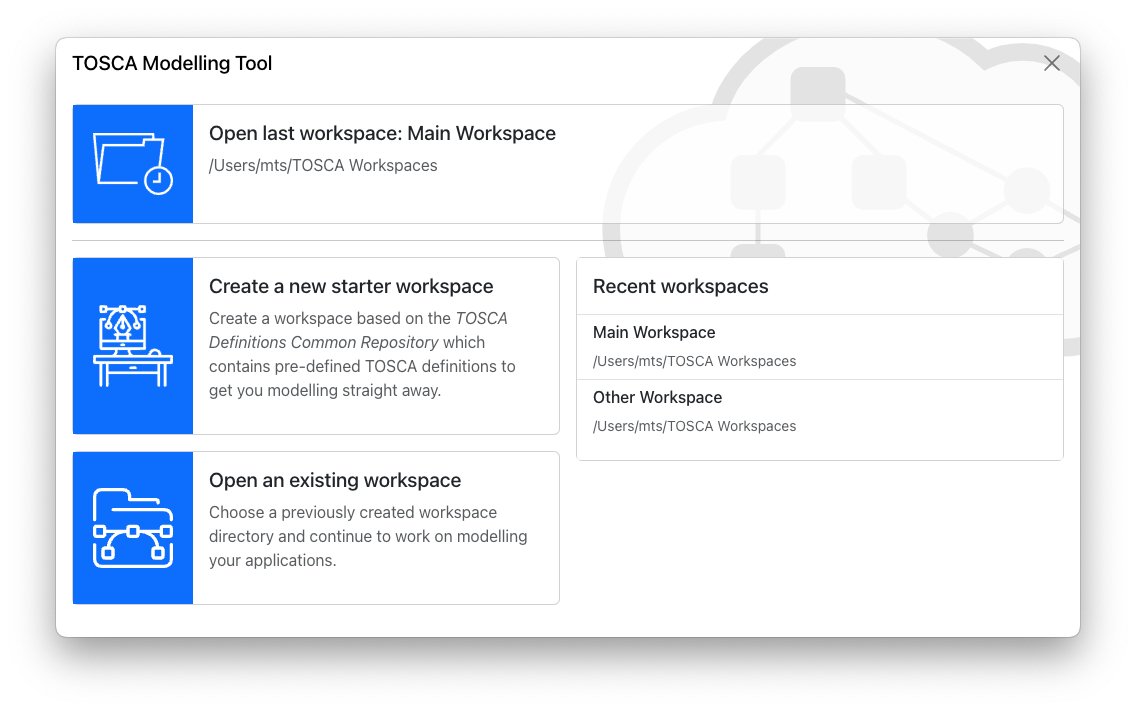 TOSCA Modelling Tool
Open last workspace: Main Workspace
/Users/mts/TOSCA Workspaces
Create a new starter workspace
Create a workspace based on the TOSCA
Definitions Common Repository which
contains pre-defined TOSCA definitions to
get you modelling straight away.
Open an existing workspace
Choose a previously created workspace
directory and continue to work on modelling
your applications.
Recent workspaces
Main Workspace
/Users/mts/TOSCA Workspaces
Other Workspace
/Users/mts/TOSCA Workspaces